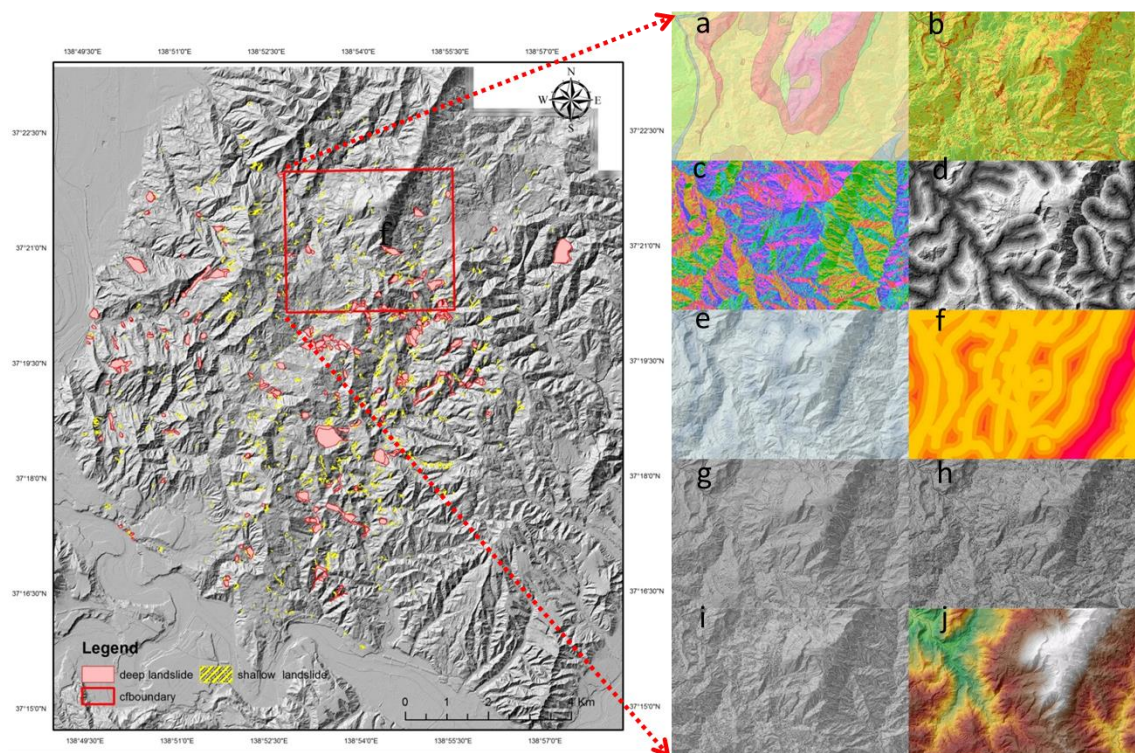 138°49'30"E 138°51'0"E 138°52'30"E 138°54'0"E 138°55'30"E 138°57'0"E
N
W E
S
37°22'30"N 37°22'30"N
37°21'0"N 37°21'0"N
37°19'30"N 37°19'30"N
37°18'0"N 37°18'0"N
37°16'30"N 37°16'30"N
37°15'0"N 37°15'0"N
Legend
deep landslide shallow landslide
cfboundary
0 1 2 4 Km
138°49'30"E 138°51'0"E 138°52'30"E 138°54'0"E 138°55'30"E 138°57'0"E
a b
c d
e f
g h
i j